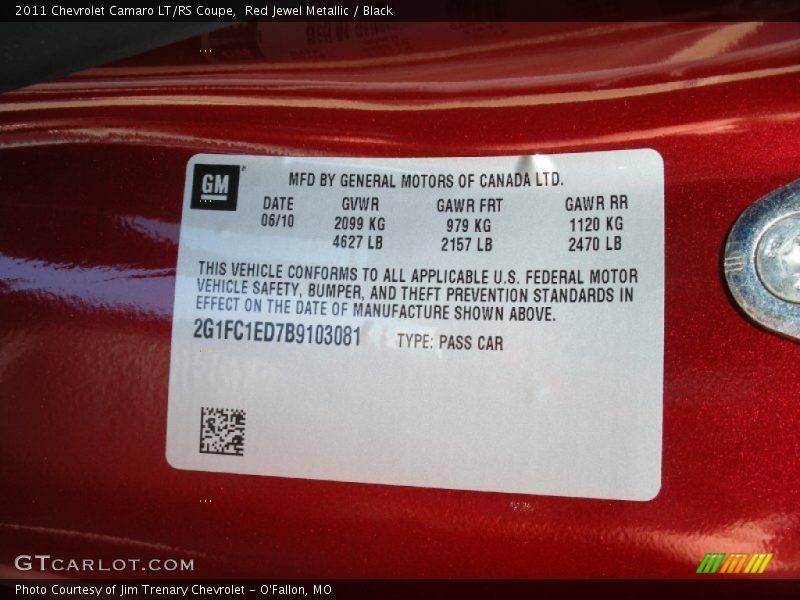 2011 Chevrolet Camaro LT/RS Coupe,  Red Jewel Metallic / Black
GM
MFD BY GENERAL MOTORS OF CANADA LTD.
DATE GVWR GAWR FRT GAWR RR
06/10 2099 KG 979 KG 1120 KG
4627 LB 2157 LB 2470 LB
THIS VEHICLE CONFORMS TO ALL APPLICABLE U.S. FEDERAL MOTOR
VEHICLE SAFETY, BUMPER, AND THEFT PREVENTION STANDARDS IN
EFFECT ON THE DATE OF MANUFACTURE SHOWN ABOVE.
2G1FC1ED7B9103081 TYPE: PASS CAR
GTCARLOT.COM
Photo Courtesy of Jim Trenary Chevrolet - O'Fallon, MO